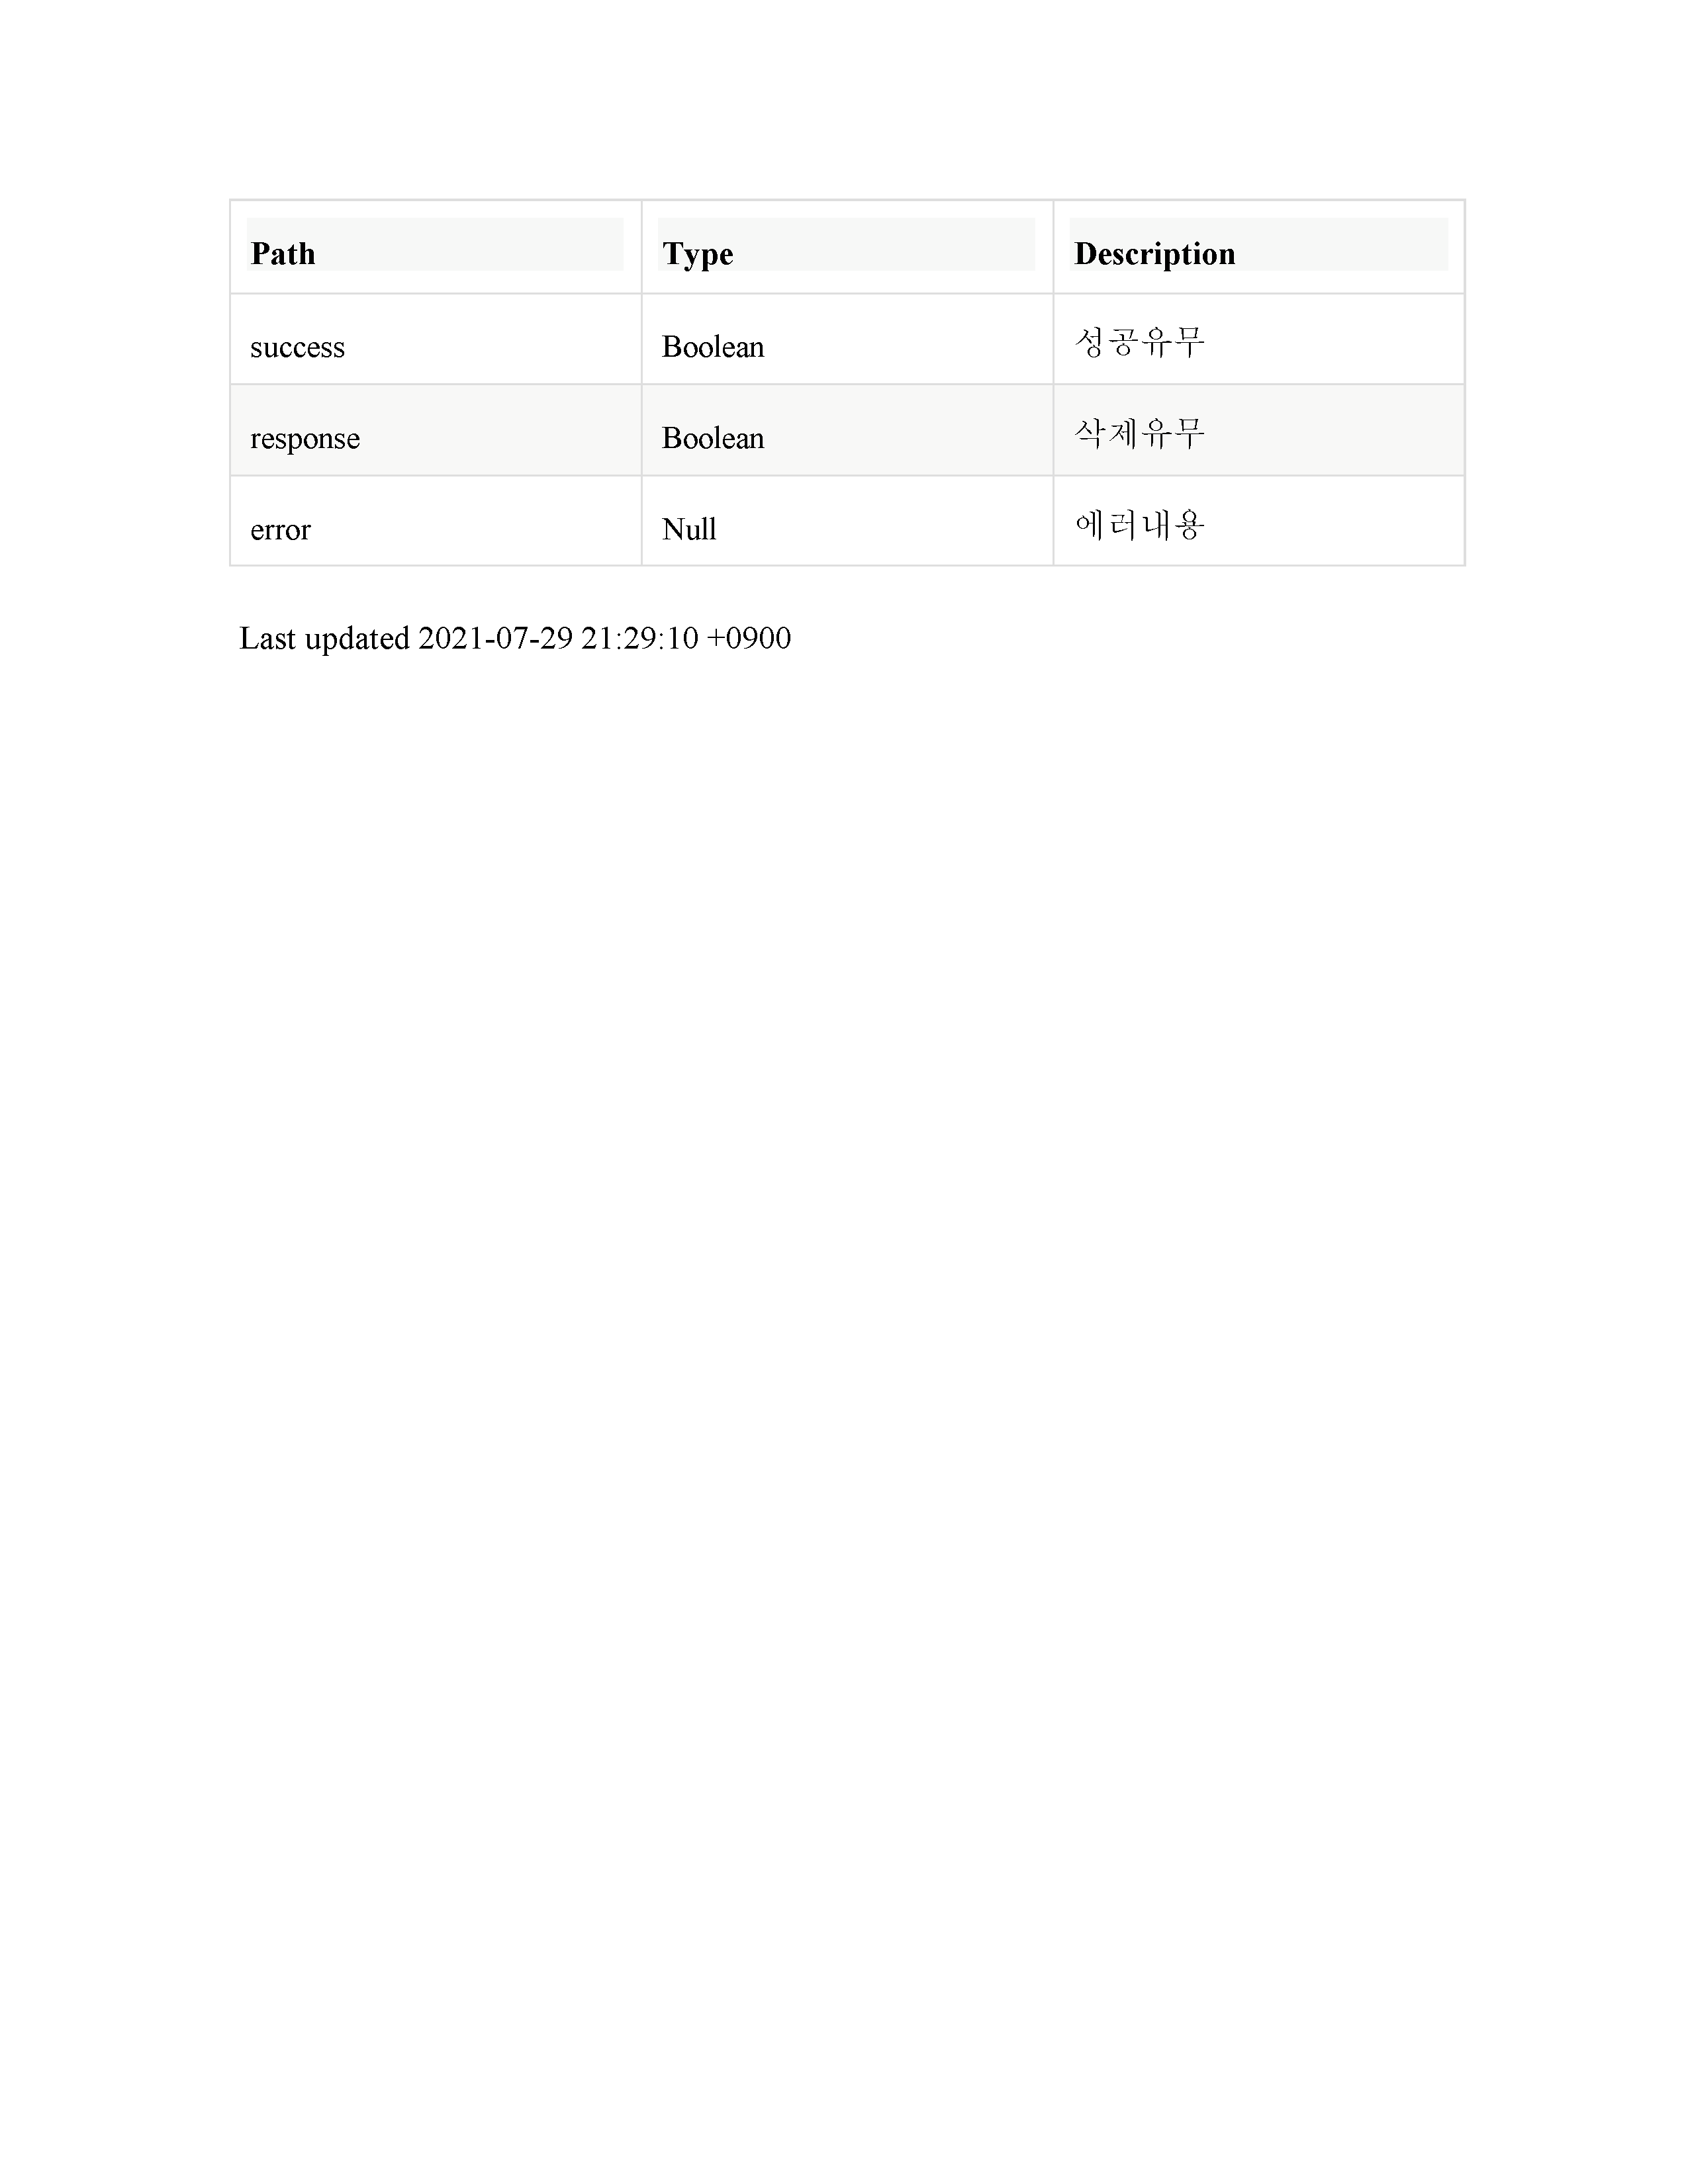 Path Type Description
success Boolean 성공유무
response Boolean 삭제유무
error Null 에러내용
Last updated 2021-07-29 21:29:10 +0900